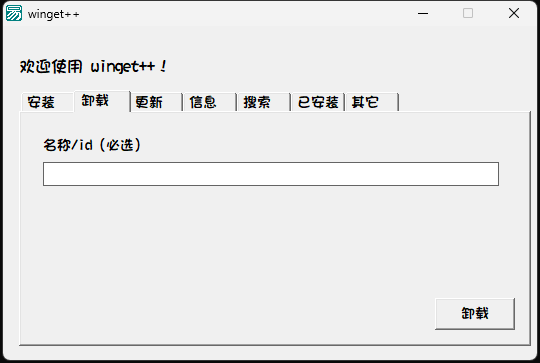 winget++
欢迎使用 winget++！
安装 卸载 更新 信息 搜索 已安装 其它
名称/id（必选）
卸载